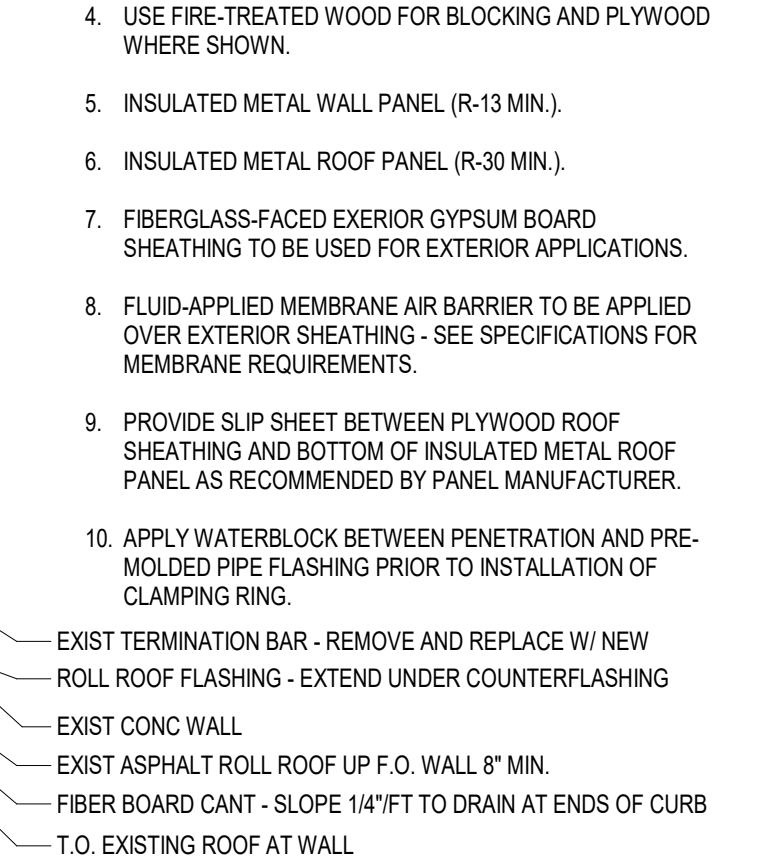 4. USE FIRE-TREATED WOOD FOR BLOCKING AND PLYWOOD
WHERE SHOWN.
5. INSULATED METAL WALL PANEL (R-13 MIN.).
6. INSULATED METAL ROOF PANEL (R-30 MIN.).
7. FIBERGLASS-FACED EXERIOR GYPSUM BOARD
SHEATHING TO BE USED FOR EXTERIOR APPLICATIONS.
8. FLUID-APPLIED MEMBRANE AIR BARRIER TO BE APPLIED
OVER EXTERIOR SHEATHING - SEE SPECIFICATIONS FOR
MEMBRANE REQUIREMENTS.
9. PROVIDE SLIP SHEET BETWEEN PLYWOOD ROOF
SHEATHING AND BOTTOM OF INSULATED METAL ROOF
PANEL AS RECOMMENDED BY PANEL MANUFACTURER.
10. APPLY WATERBLOCK BETWEEN PENETRATION AND PRE-
MOLDED PIPE FLASHING PRIOR TO INSTALLATION OF
CLAMPING RING.
EXIST TERMINATION BAR - REMOVE AND REPLACE W/ NEW
ROLL ROOF FLASHING - EXTEND UNDER COUNTERFLASHING
EXIST CONC WALL
EXIST ASPHALT ROLL ROOF UP F.O. WALL 8" MIN.
FIBER BOARD CANT - SLOPE 1/4"/FT TO DRAIN AT ENDS OF CURB
T.O. EXISTING ROOF AT WALL